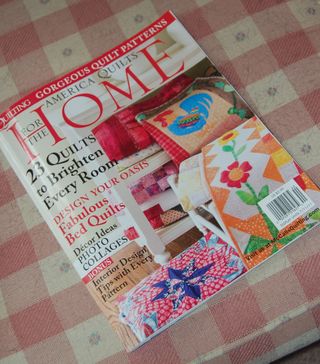 QUILTING GORGEOUS QUILT PATTERNS
AMERICA QUILTS
FOR
THE
HOME
23 QUILTS
to Brighten
Every Room
DESIGN YOUR OASIS
Fabulous
Bed Quilts
Decor Ideas
PHOTO
COLLAGES
BONUS
Interior Design
Tips with Every
Pattern